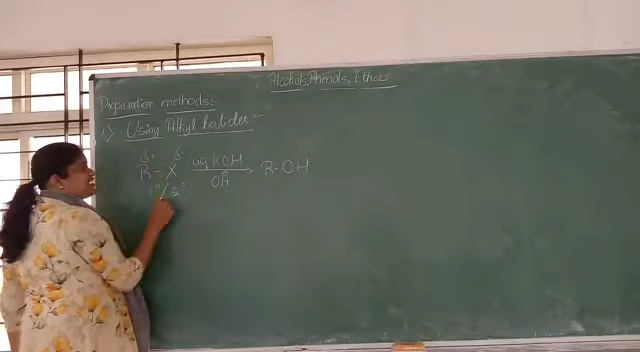 Alcohols, Phenols, Ethers
Preparation methods:-
1) Using Alkyl halides:-
δ+ δ-
R - X aq KOH R-OH
1°/2° OH